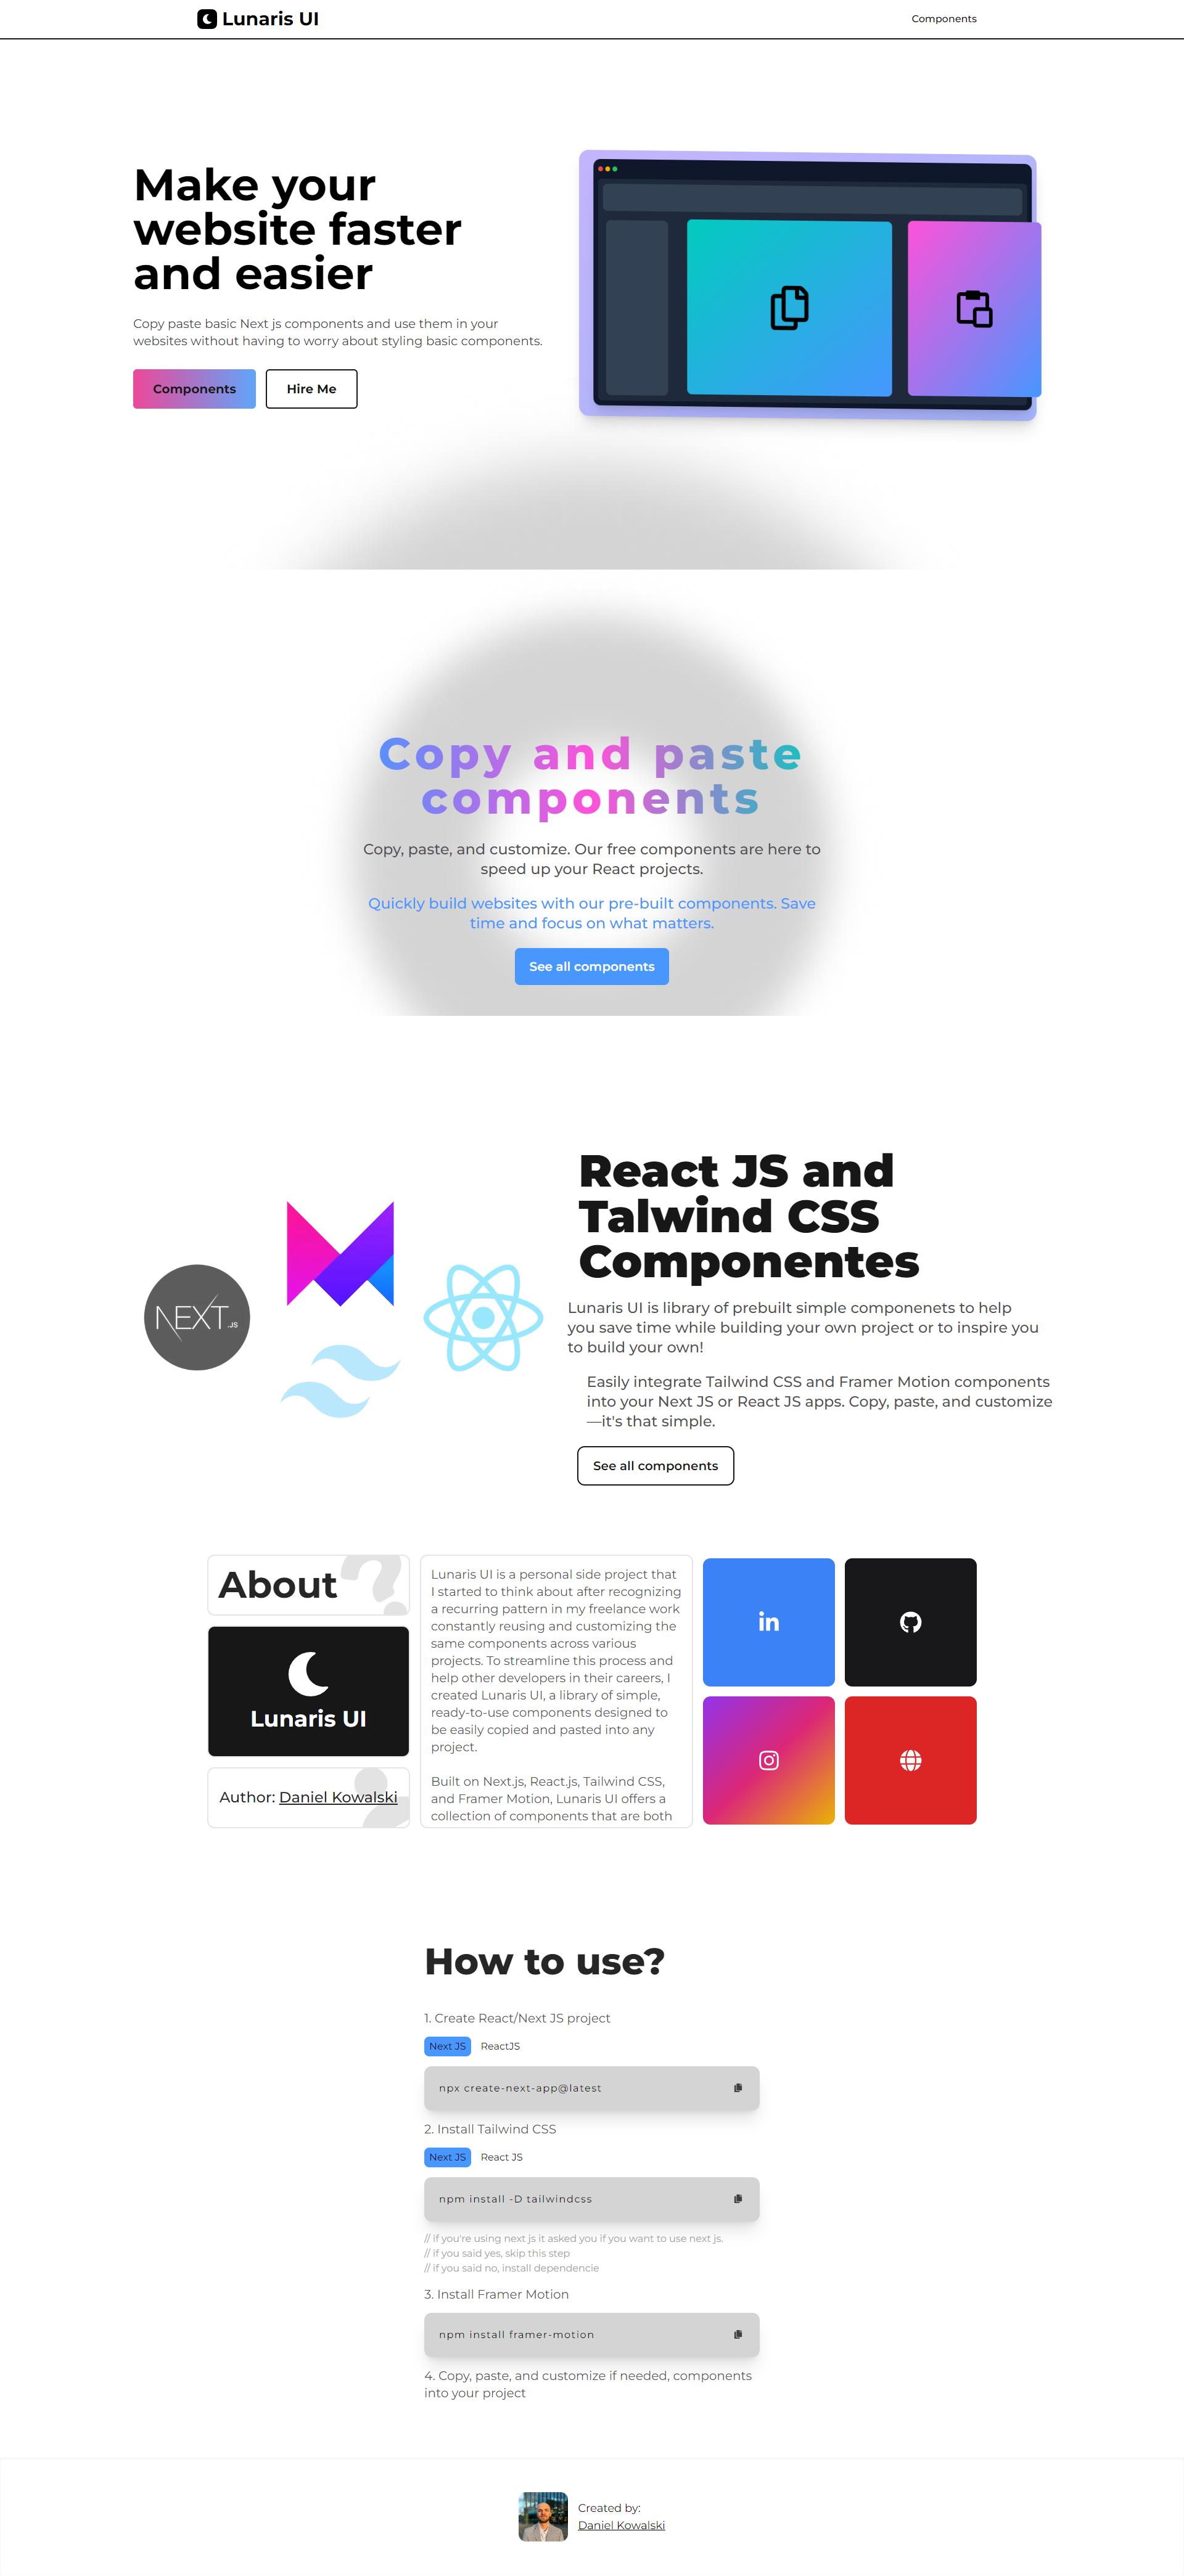 Lunaris UI
Components
Make your
website faster
and easier
Copy paste basic Next js components and use them in your
websites without having to worry about styling basic components.
Components
Hire Me
Copy and paste
components
Copy, paste, and customize. Our free components are here to
speed up your React projects.
Quickly build websites with our pre-built components. Save
time and focus on what matters.
See all components
NEXT.JS
React JS and
Talwind CSS
Componentes
Lunaris UI is library of prebuilt simple componenets to help
you save time while building your own project or to inspire you
to build your own!
Easily integrate Tailwind CSS and Framer Motion components
into your Next JS or React JS apps. Copy, paste, and customize
—it's that simple.
See all components
About
?
Lunaris UI
Author: Daniel Kowalski
Lunaris UI is a personal side project that
I started to think about after recognizing
a recurring pattern in my freelance work
constantly reusing and customizing the
same components across various
projects. To streamline this process and
help other developers in their careers, I
created Lunaris UI, a library of simple,
ready-to-use components designed to
be easily copied and pasted into any
project.
Built on Next.js, React.js, Tailwind CSS,
and Framer Motion, Lunaris UI offers a
collection of components that are both
in
How to use?
1. Create React/Next JS project
Next JS
ReactJS
npx create-next-app@latest
2. Install Tailwind CSS
Next JS
React JS
npm install -D tailwindcss
// if you're using next js it asked you if you want to use next js.
// if you said yes, skip this step
// if you said no, install dependencie
3. Install Framer Motion
npm install framer-motion
4. Copy, paste, and customize if needed, components
into your project
Created by:
Daniel Kowalski